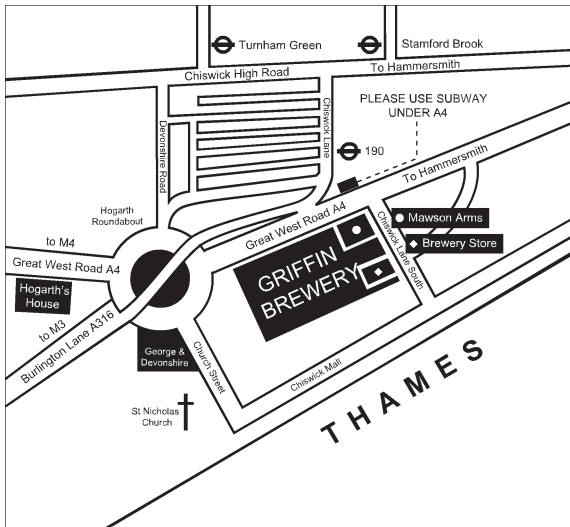 Turnham Green
Stamford Brook
Chiswick High Road
To Hammersmith
PLEASE USE SUBWAY
UNDER A4
Devonshire Road
Chiswick Lane
190
To Hammersmith
Hogarth
Roundabout
to M4
Great West Road A4
Great West Road A4
Mawson Arms
Chiswick Lane South
Brewery Store
GRIFFIN
BREWERY
Hogarth's
House
to M3
Burlington Lane A316
George &
Devonshire
Church Street
Chiswick Mall
St Nicholas
Church
THAMES